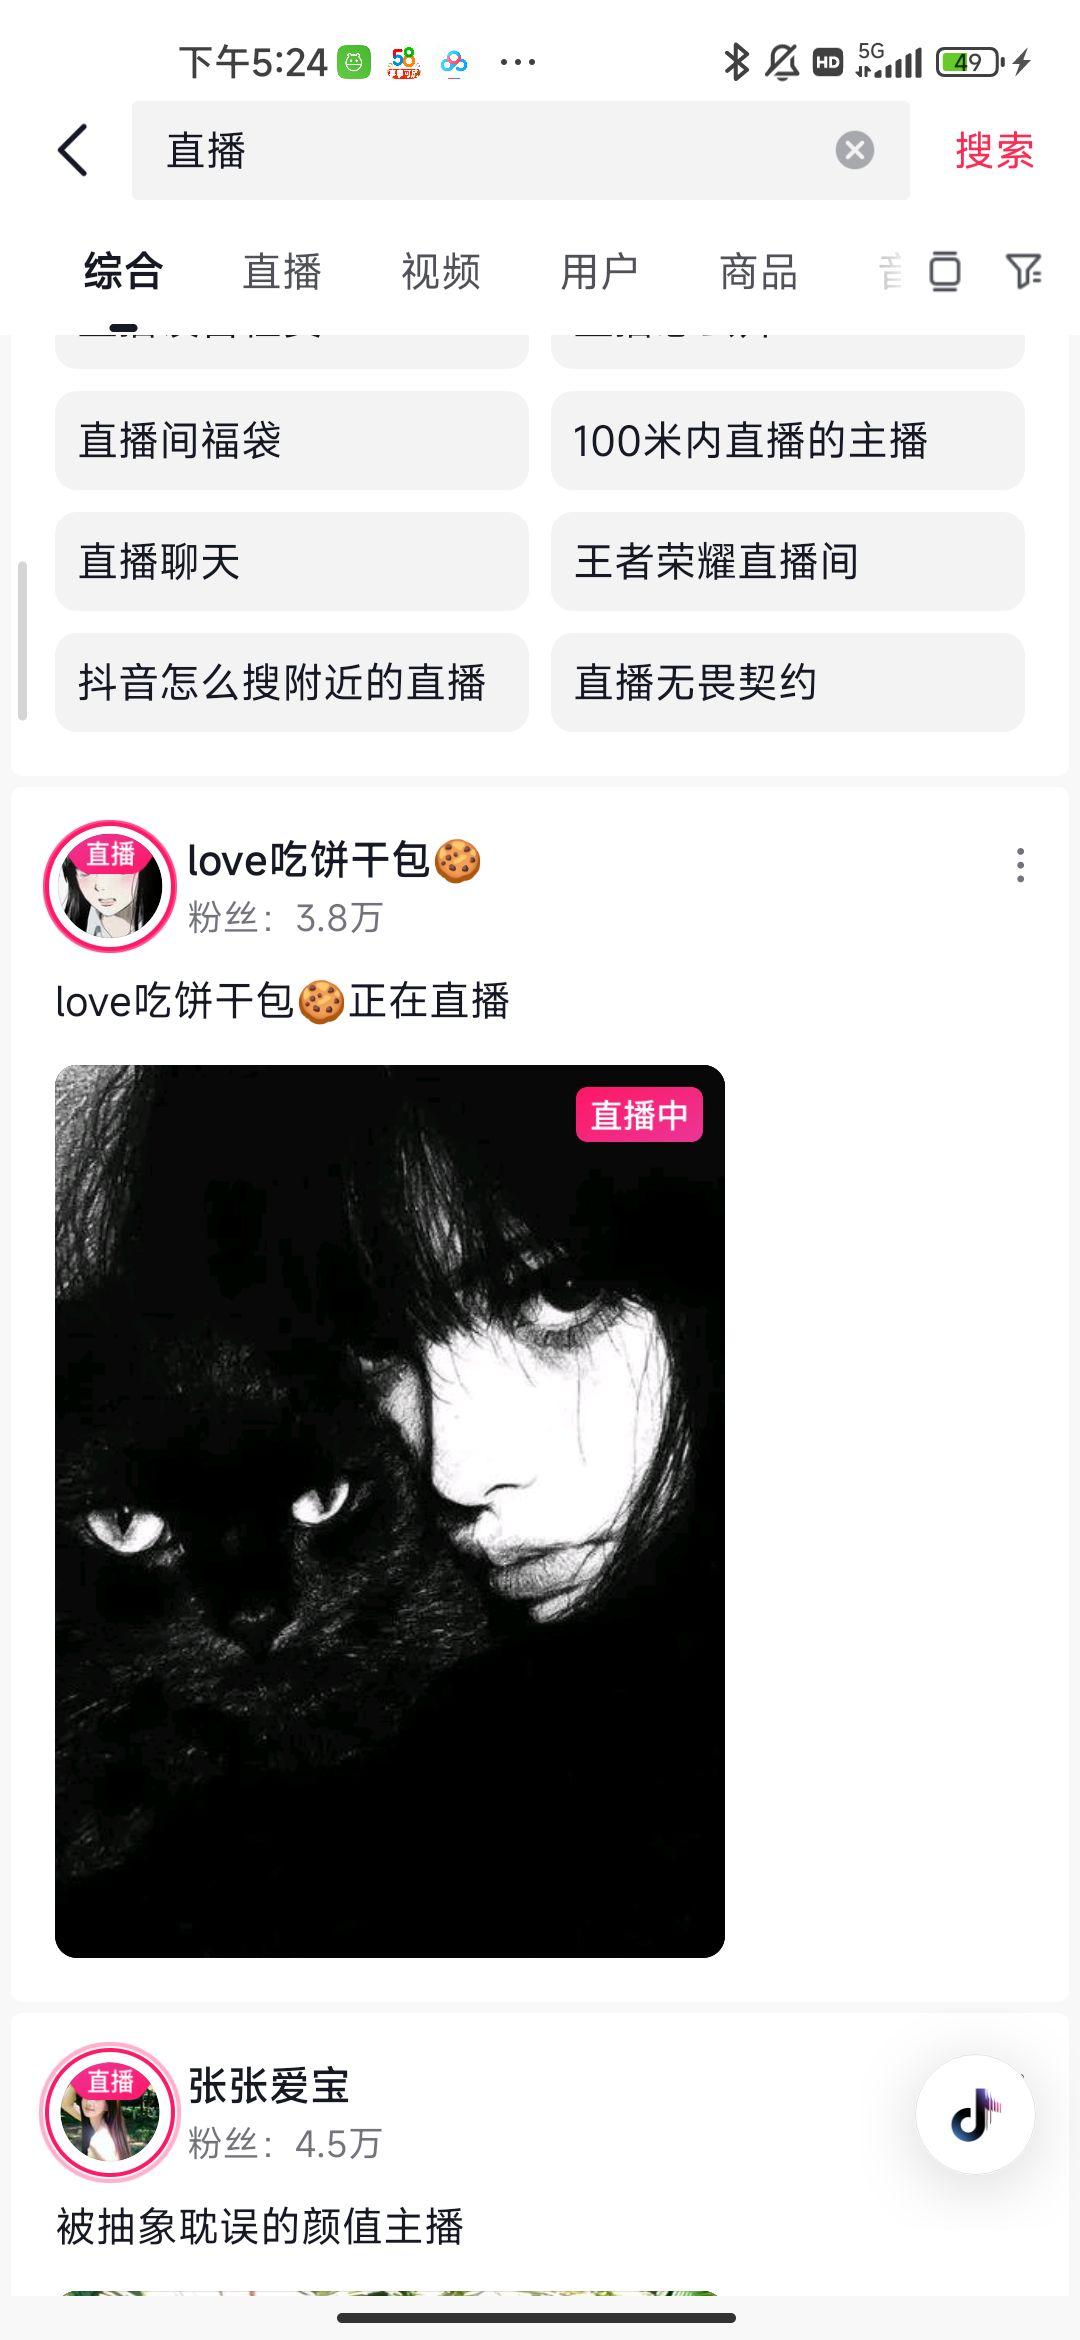 下午5:24
58
HD
5G
49
直播
搜索
综合
直播
视频
用户
商品
直播间福袋
100米内直播的主播
直播聊天
王者荣耀直播间
抖音怎么搜附近的直播
直播无畏契约
直播
love吃饼干包🍪
粉丝：3.8万
love吃饼干包🍪正在直播
直播中
直播
张张爱宝
粉丝：4.5万
被抽象耽误的颜值主播